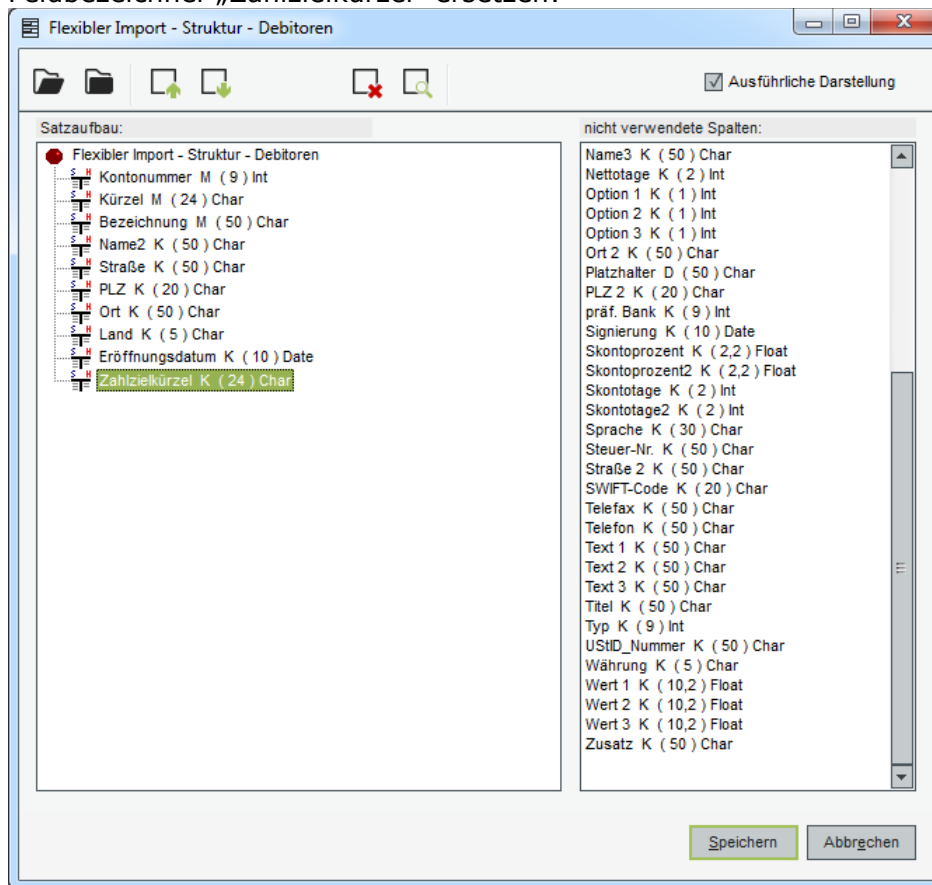 Feldbezeichner „Zahlzielkürzel“ ersetzen.
Flexibler Import - Struktur - Debitoren
Ausführliche Darstellung
Satzaufbau:
Flexibler Import - Struktur - Debitoren
Kontonummer M ( 9 ) Int
Kürzel M ( 24 ) Char
Bezeichnung M ( 50 ) Char
Name2 K ( 50 ) Char
Straße K ( 50 ) Char
PLZ K ( 20 ) Char
Ort K ( 50 ) Char
Land K ( 5 ) Char
Eröffnungsdatum K ( 10 ) Date
Zahlzielkürzel K ( 24 ) Char
nicht verwendete Spalten:
Name3 K ( 50 ) Char
Nettotage K ( 2 ) Int
Option 1 K ( 1 ) Int
Option 2 K ( 1 ) Int
Option 3 K ( 1 ) Int
Ort 2 K ( 50 ) Char
Platzhalter D ( 50 ) Char
PLZ 2 K ( 20 ) Char
präf. Bank K ( 9 ) Int
Signierung K ( 10 ) Date
Skontoprozent K ( 2,2 ) Float
Skontoprozent2 K ( 2,2 ) Float
Skontotage K ( 2 ) Int
Skontotage2 K ( 2 ) Int
Sprache K ( 30 ) Char
Steuer-Nr. K ( 50 ) Char
Straße 2 K ( 50 ) Char
SWIFT-Code K ( 20 ) Char
Telefax K ( 50 ) Char
Telefon K ( 50 ) Char
Text 1 K ( 50 ) Char
Text 2 K ( 50 ) Char
Text 3 K ( 50 ) Char
Titel K ( 50 ) Char
Typ K ( 9 ) Int
UStID_Nummer K ( 50 ) Char
Währung K ( 5 ) Char
Wert 1 K ( 10,2 ) Float
Wert 2 K ( 10,2 ) Float
Wert 3 K ( 10,2 ) Float
Zusatz K ( 50 ) Char
Speichern
Abbrechen